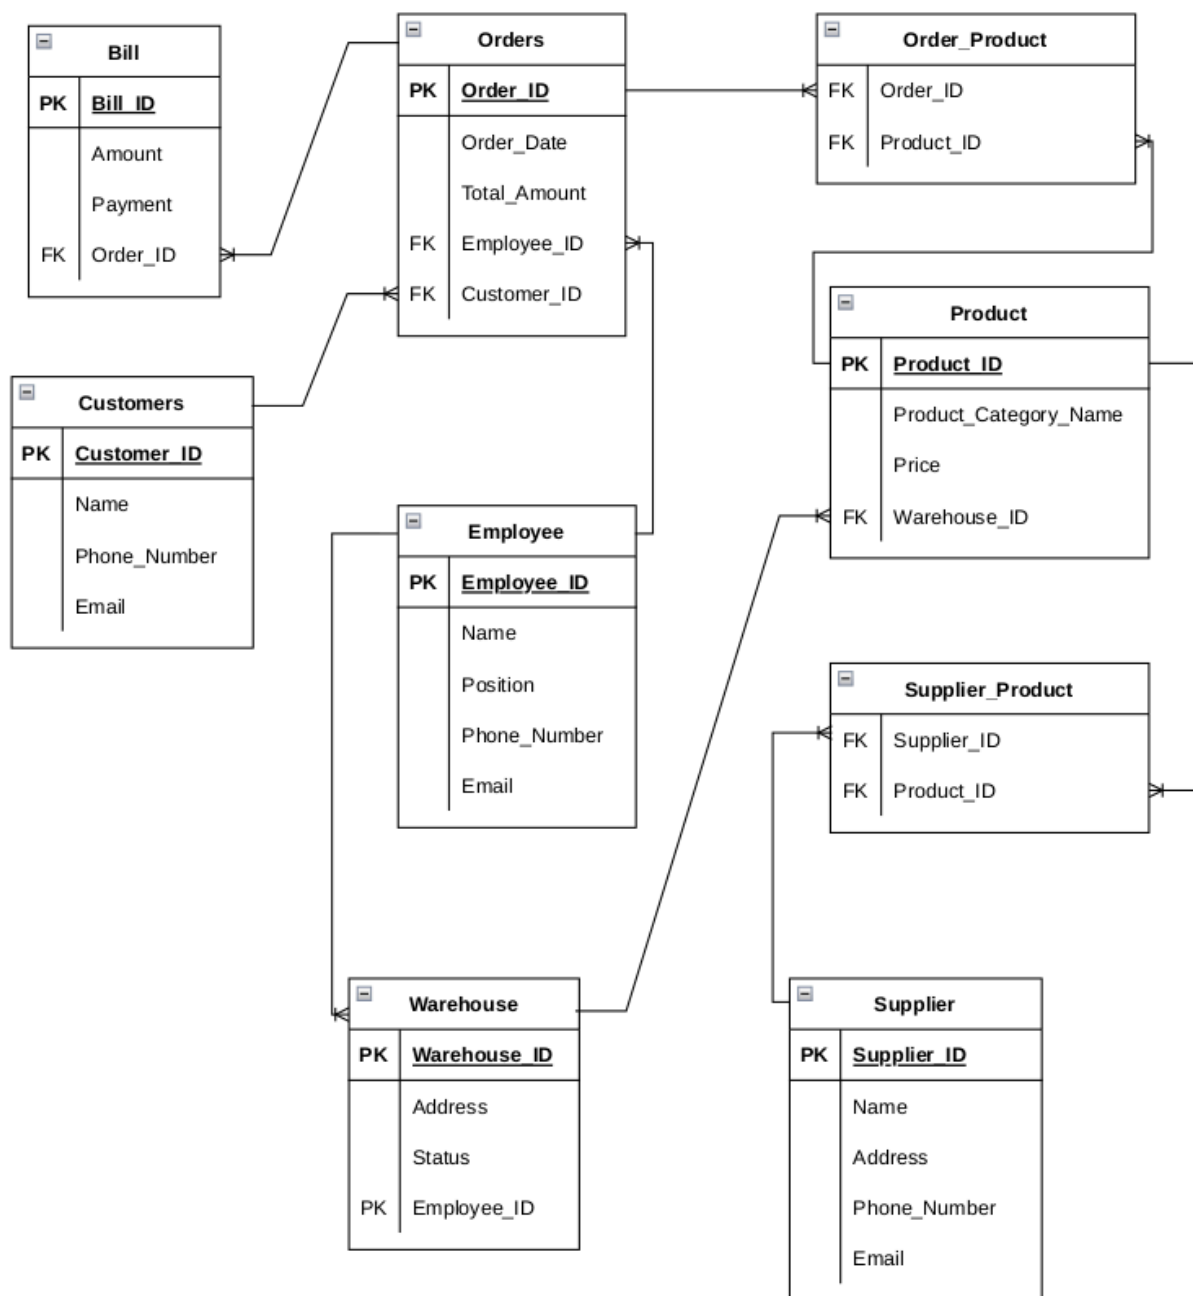 Bill
PK Bill_ID
Amount
Payment
FK Order_ID
Orders
PK Order_ID
Order_Date
Total_Amount
FK Employee_ID
FK Customer_ID
Order_Product
FK Order_ID
FK Product_ID
Customers
PK Customer_ID
Name
Phone_Number
Email
Product
PK Product_ID
Product_Category_Name
Price
FK Warehouse_ID
Employee
PK Employee_ID
Name
Position
Phone_Number
Email
Supplier_Product
FK Supplier_ID
FK Product_ID
Warehouse
PK Warehouse_ID
Address
Status
PK Employee_ID
Supplier
PK Supplier_ID
Name
Address
Phone_Number
Email